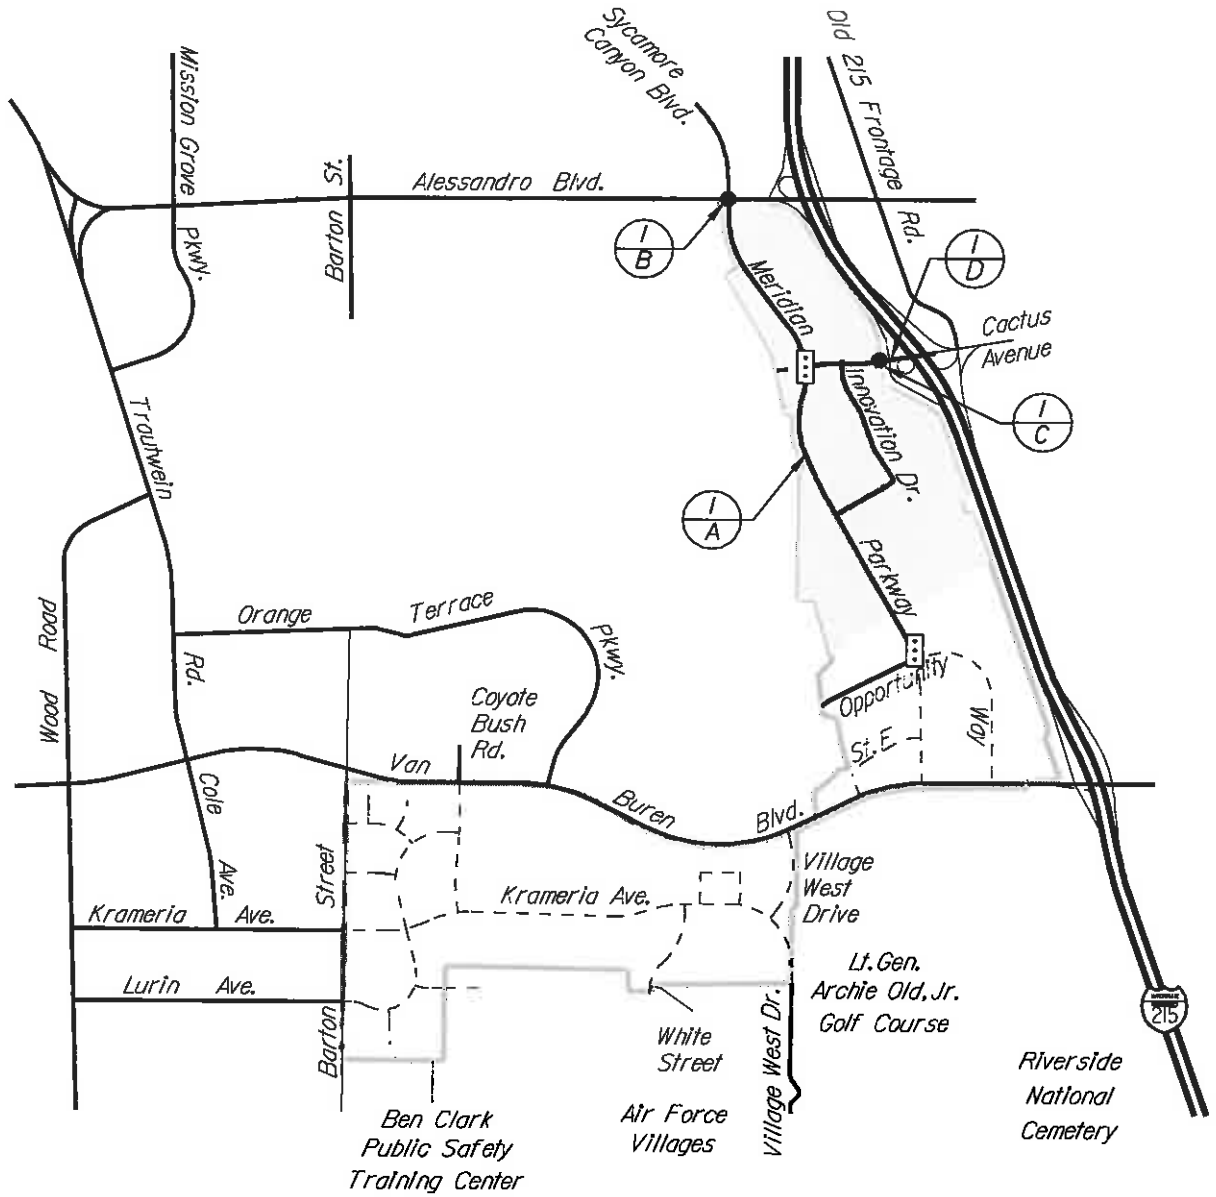 Sycamore
Canyon Blvd.
Old 215 Frontage Rd.
Mission Grove Pkwy.
Barton St.
Alessandro Blvd.
I
B
I
D
Meridian
Cactus
Avenue
Innovation Dr.
I
C
Trautwein
I
A
Parkway
Orange Terrace Pkwy.
Wood Road
Rd.
Coyote
Bush
Rd.
Opportunity
Way
St. E
Van Buren Blvd.
Cole Ave.
Street
Village
West
Drive
Krameria Ave.
Krameria Ave.
Lurin Ave.
Lt. Gen.
Archie Old, Jr.
Golf Course
215
Barton
White
Street
Village West Dr.
Riverside
National
Cemetery
Ben Clark
Public Safety
Training Center
Air Force
Villages